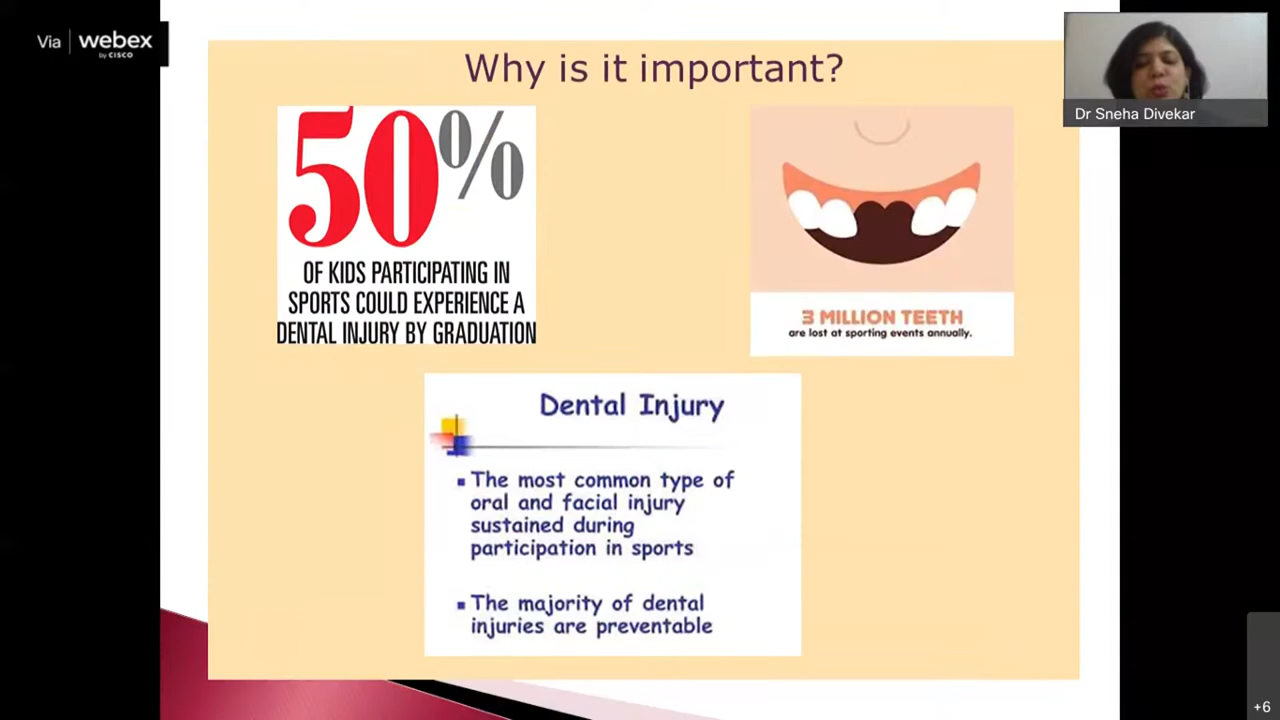 Via webex
by CISCO
Why is it important?
Dr Sneha Divekar
50%
OF KIDS PARTICIPATING IN
SPORTS COULD EXPERIENCE A
DENTAL INJURY BY GRADUATION
3 MILLION TEETH
are lost at sporting events annually.
Dental Injury
The most common type of
oral and facial injury
sustained during
participation in sports
The majority of dental
injuries are preventable
+6